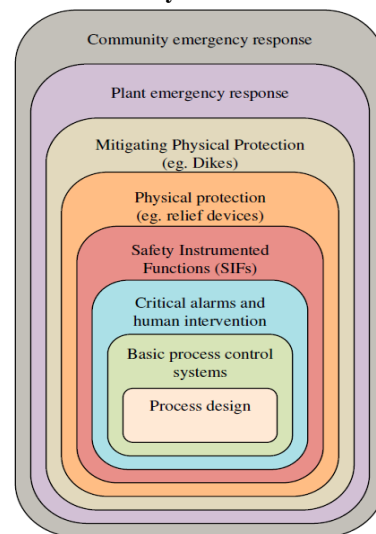 Community emergency response
Plant emergency response
Mitigating Physical Protection
(eg. Dikes)
Physical protection
(eg. relief devices)
Safety Instrumented
Functions (SIFs)
Critical alarms and
human intervention
Basic process control
systems
Process design